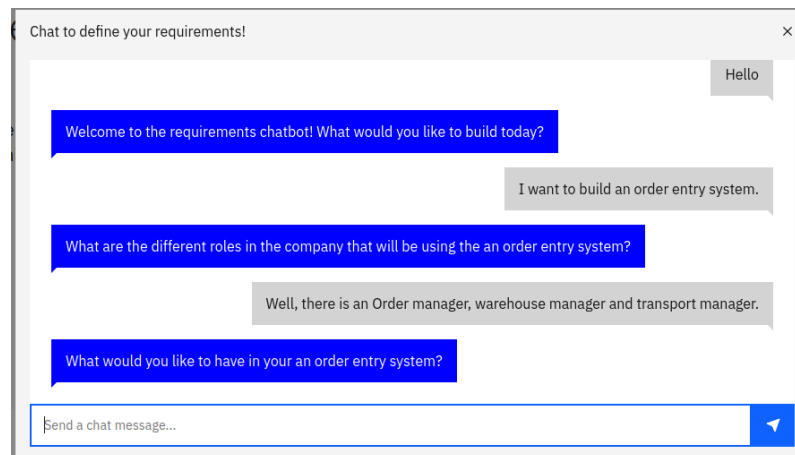 Chat to define your requirements!
Hello
Welcome to the requirements chatbot! What would you like to build today?
I want to build an order entry system.
What are the different roles in the company that will be using the an order entry system?
Well, there is an Order manager, warehouse manager and transport manager.
What would you like to have in your an order entry system?
Send a chat message...